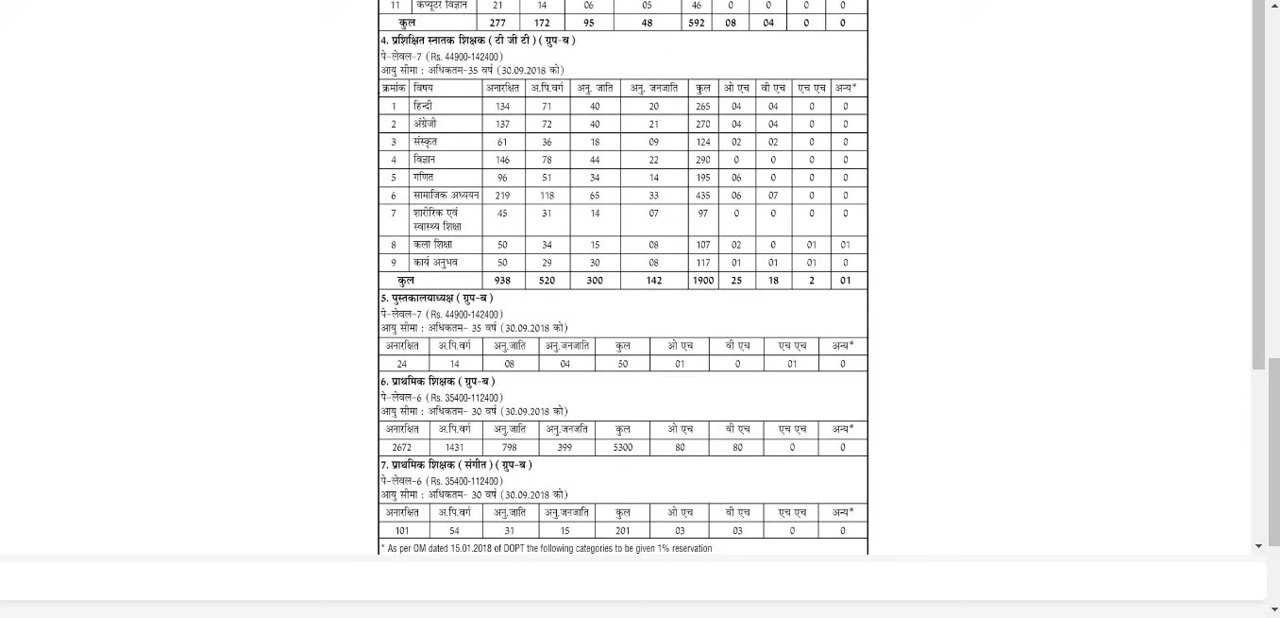 11 कंप्यूटर विज्ञान 21 14 06 05 46 0 0 0 0
कुल 277 172 95 48 592 08 04 0 0
4. प्रशिक्षित स्नातक शिक्षक ( टी जी टी ) ( ग्रुप-ब )
पे-लेवल-7 (Rs. 44900-142400)
आयु सीमा : अधिकतम-35 वर्ष (30.09.2018 को)
क्रमांक विषय अनारक्षित अ.पि.वर्ग अनु. जाति अनु. जनजाति कुल ओ एच वी एच एच एच अन्य*
1 हिन्दी 134 71 40 20 265 04 04 0 0
2 अंग्रेजी 137 72 40 21 270 04 04 0 0
3 संस्कृत 61 36 18 09 124 02 02 0 0
4 विज्ञान 146 78 44 22 290 0 0 0 0
5 गणित 96 51 34 14 195 06 0 0 0
6 सामाजिक अध्ययन 219 118 65 33 435 06 07 0 0
7 शारीरिक एवं 45 31 14 07 97 0 0 0 0
स्वास्थ्य शिक्षा
8 कला शिक्षा 50 34 15 08 107 02 0 01 01
9 कार्य अनुभव 50 29 30 08 117 01 01 01 0
कुल 938 520 300 142 1900 25 18 2 01
5. पुस्तकालयाध्यक्ष ( ग्रुप-ब )
पे-लेवल-7 (Rs. 44900-142400)
आयु सीमा : अधिकतम- 35 वर्ष (30.09.2018 को)
अनारक्षित अ.पि.वर्ग अनु.जाति अनु.जनजाति कुल ओ एच वी एच एच एच अन्य*
24 14 08 04 50 01 0 01 0
6. प्राथमिक शिक्षक ( ग्रुप-ब )
पे-लेवल-6 (Rs. 35400-112400)
आयु सीमा : अधिकतम- 30 वर्ष (30.09.2018 को)
अनारक्षित अ.पि.वर्ग अनु.जाति अनु.जनजति कुल ओ एच वी एच एच एच अन्य*
2672 1431 798 399 5300 80 80 0 0
7. प्राथमिक शिक्षक ( संगीत ) ( ग्रुप-ब )
पे-लेवल-6 (Rs. 35400-112400)
आयु सीमा : अधिकतम- 30 वर्ष (30.09.2018 को)
अनारक्षित अ.पि.वर्ग अनु.जाति अनु.जनजाति कुल ओ एच वी एच एच एच अन्य*
101 54 31 15 201 03 03 0 0
* As per OM dated 15.01.2018 of DOPT the following categories to be given 1% reservation